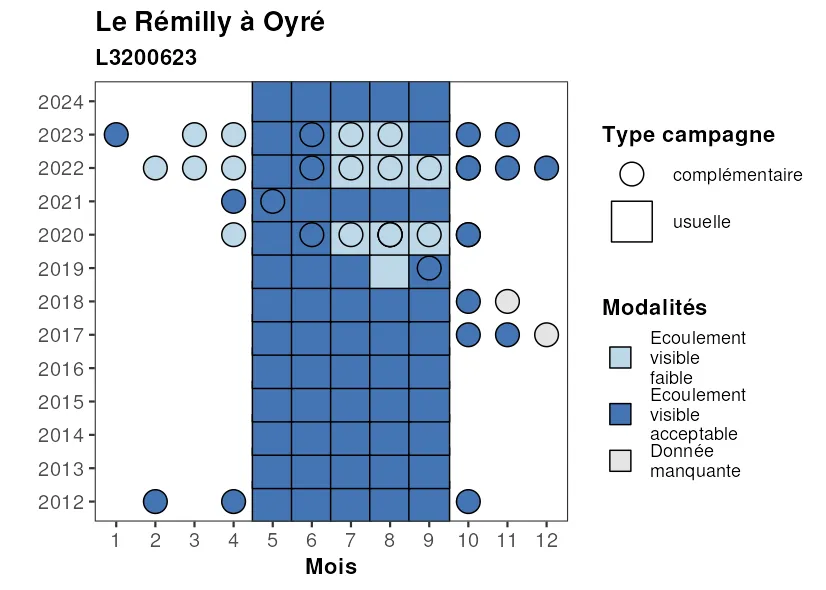 Le Rémilly à Oyré
L3200623
2024
2023
2022
2021
2020
2019
2018
2017
2016
2015
2014
2013
2012
1 2 3 4 5 6 7 8 9 10 11 12
Mois
Type campagne
complémentaire
usuelle
Modalités
Ecoulement
visible
faible
Ecoulement
visible
acceptable
Donnée
manquante